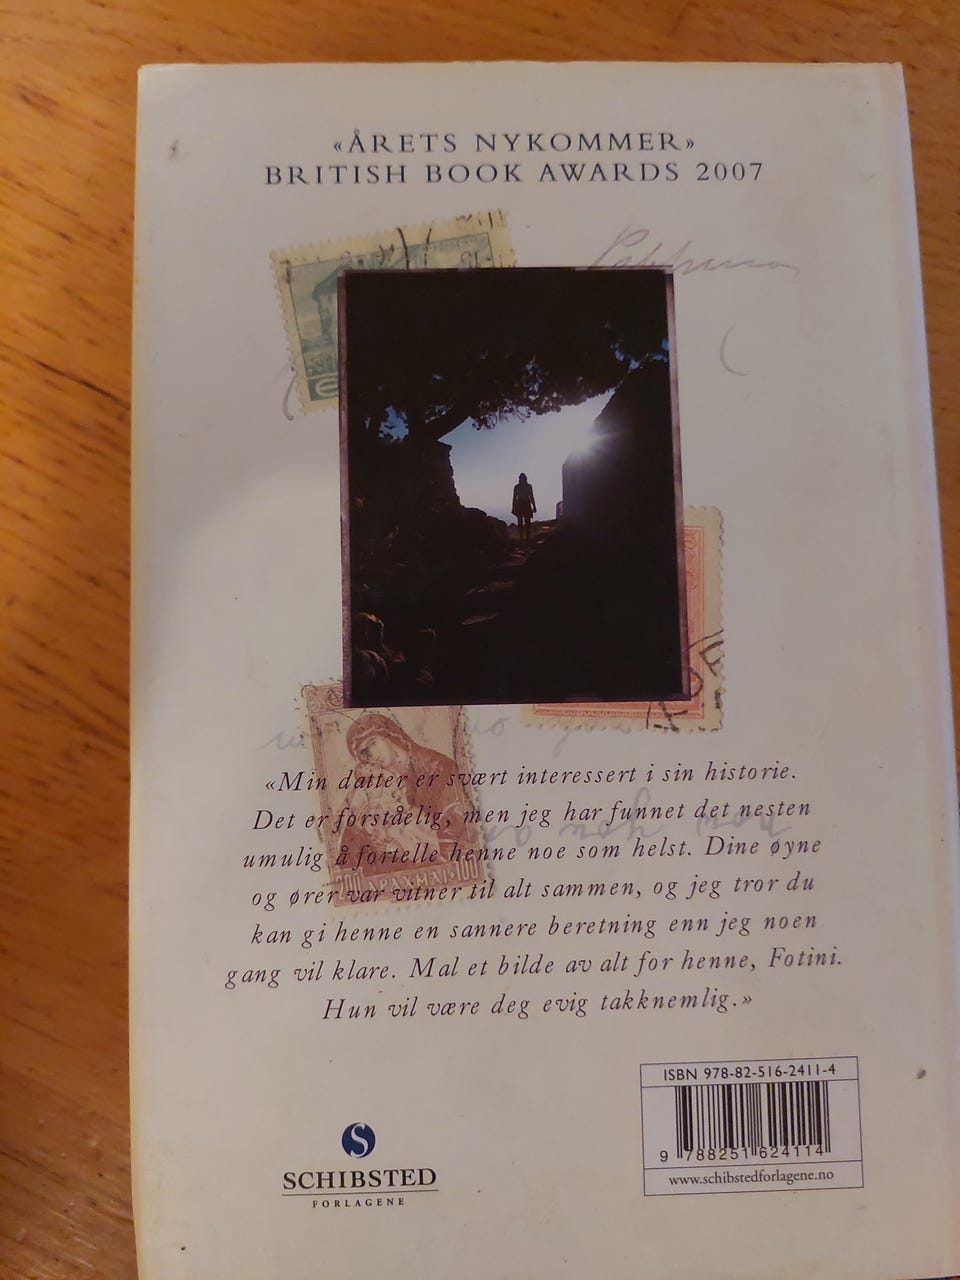 «ÅRETS NYKOMMER»
BRITISH BOOK AWARDS 2007
«Min datter er svært interessert i sin historie.
Det er forståelig, men jeg har funnet det nesten
umulig å fortelle henne noe som helst. Dine øyne
og ører var vitner til alt sammen, og jeg tror du
kan gi henne en sannere beretning enn jeg noen
gang vil klare. Mal et bilde av alt for henne, Fotini.
Hun vil være deg evig takknemlig.»
ISBN 978-82-516-2411-4
9 788251 624114
www.schibstedforlagene.no
S
SCHIBSTED
FORLAGENE